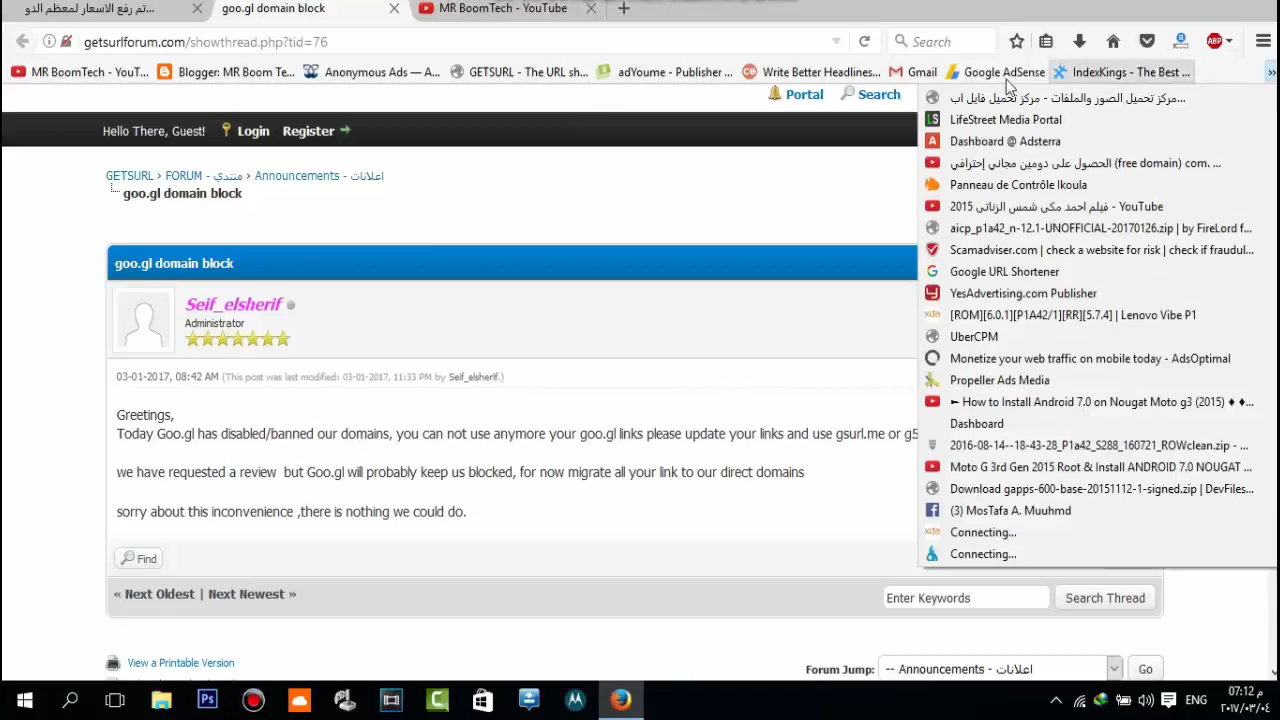 تم رفع الاسعار لمعظم الدو...
goo.gl domain block
MR BoomTech - YouTube
getsurlforum.com/showthread.php?tid=76
Search
MR BoomTech - YouT...
Blogger: MR Boom Te...
Anonymous Ads — A...
GETSURL - The URL sh...
adYoume - Publisher ...
Write Better Headlines...
Gmail
Google AdSense
IndexKings - The Best ...
Portal
Search
Hello There, Guest!
Login
Register
GETSURL › FORUM - منتدي › Announcements - اعلانات
goo.gl domain block
goo.gl domain block
Seif_elsherif
Administrator
03-01-2017, 08:42 AM (This post was last modified: 03-01-2017, 11:33 PM by Seif_elsherif.)
Greetings,
Today Goo.gl has disabled/banned our domains, you can not use anymore your goo.gl links please update your links and use gsurl.me or g5
we have requested a review  but Goo.gl will probably keep us blocked, for now migrate all your link to our direct domains
sorry about this inconvenience ,there is nothing we could do.
Find
« Next Oldest | Next Newest »
Enter Keywords
Search Thread
View a Printable Version
Forum Jump:
-- Announcements - اعلانات
Go
مركز تحميل الصور والملفات - مركز تحميل فايل اب...
LifeStreet Media Portal
Dashboard @ Adsterra
الحصول على دومين مجاني إحترافي (free domain) com. ...
Panneau de Contrôle Ikoula
فيلم احمد مكى شمس الزناتى 2015 - YouTube
aicp_p1a42_n-12.1-UNOFFICIAL-20170126.zip | by FireLord f...
Scamadviser.com | check a website for risk | check if fraudul...
Google URL Shortener
YesAdvertising.com Publisher
[ROM][6.0.1][P1A42/1][RR][5.7.4] | Lenovo Vibe P1
UberCPM
Monetize your web traffic on mobile today - AdsOptimal
Propeller Ads Media
► How to Install Android 7.0 on Nougat Moto g3 (2015) ♦ ♦...
Dashboard
2016-08-14--18-43-28_P1a42_S288_160721_ROWclean.zip - ...
Moto G 3rd Gen 2015 Root & Install ANDROID 7.0 NOUGAT ...
Download gapps-600-base-20151112-1-signed.zip | DevFiles...
(3) MosTafa A. Muuhmd
Connecting...
Connecting...
ENG
07:12 م
٢٠١٧/٠٣/٠٤